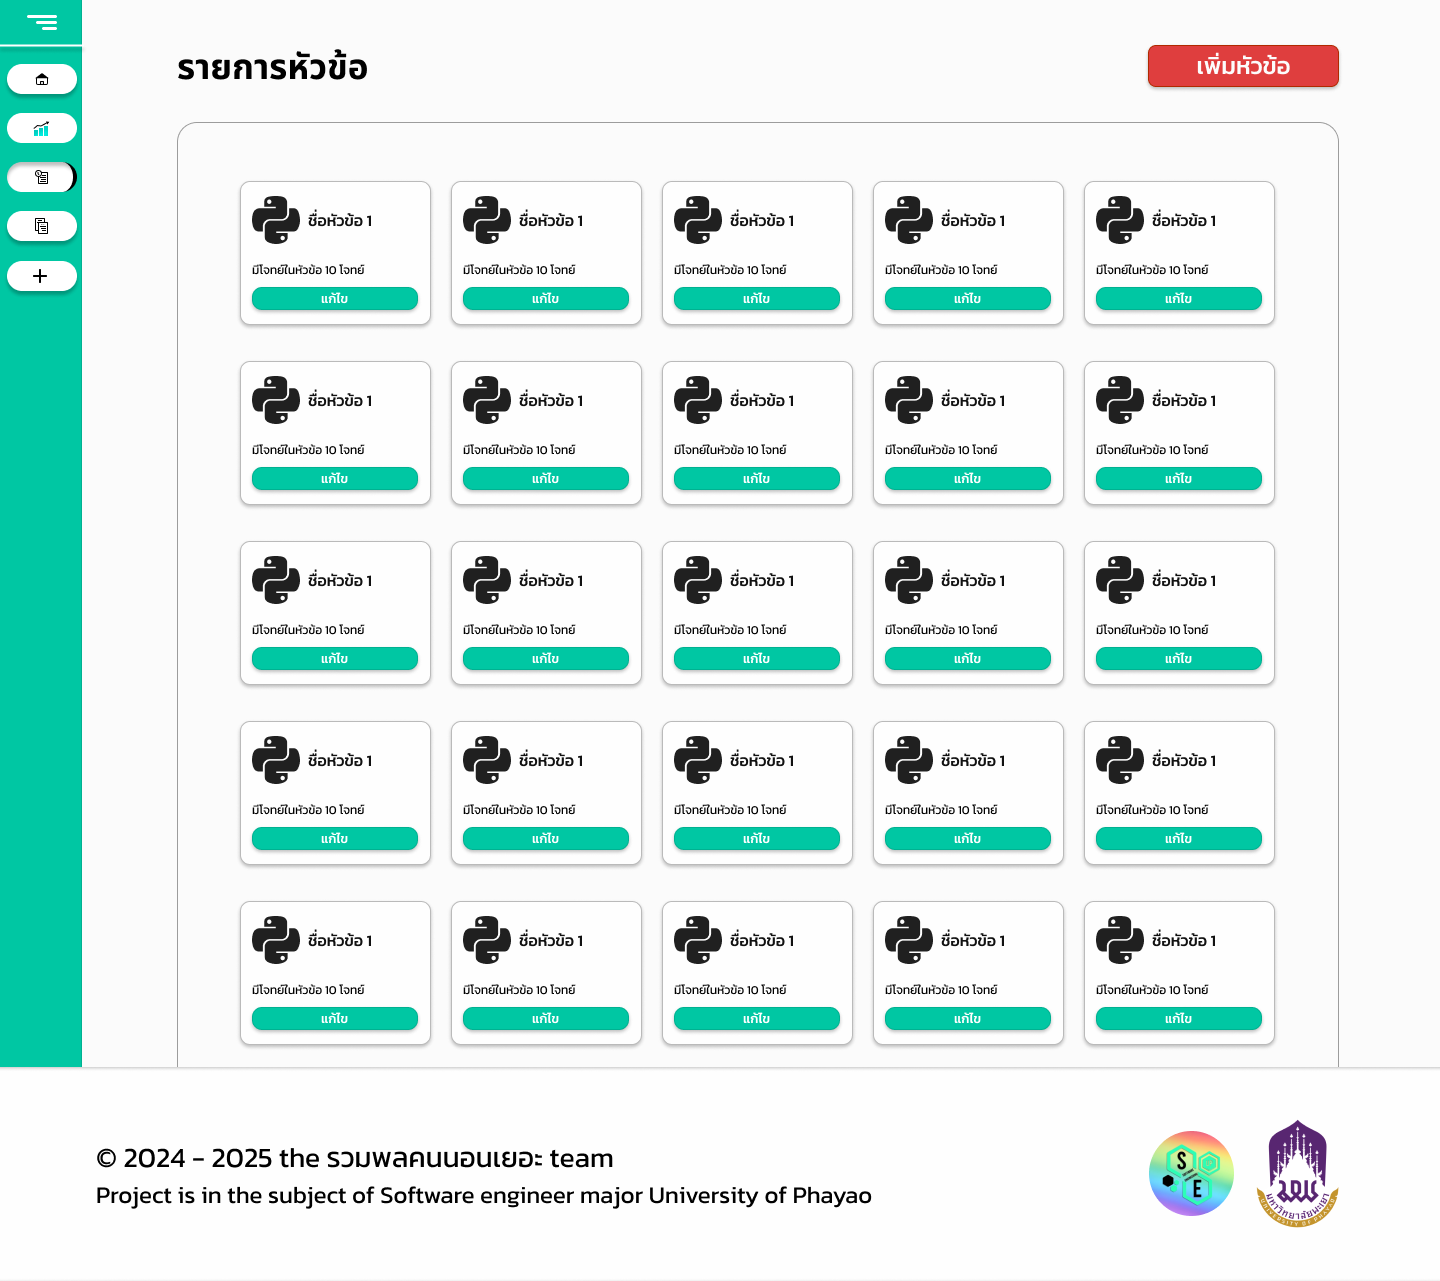 รายการหัวข้อ
เพิ่มหัวข้อ
ชื่อหัวข้อ 1 ชื่อหัวข้อ 1 ชื่อหัวข้อ 1 ชื่อหัวข้อ 1 ชื่อหัวข้อ 1
มีโจทย์ในหัวข้อ 10 โจทย์ มีโจทย์ในหัวข้อ 10 โจทย์ มีโจทย์ในหัวข้อ 10 โจทย์ มีโจทย์ในหัวข้อ 10 โจทย์ มีโจทย์ในหัวข้อ 10 โจทย์
แก้ไข แก้ไข แก้ไข แก้ไข แก้ไข
ชื่อหัวข้อ 1 ชื่อหัวข้อ 1 ชื่อหัวข้อ 1 ชื่อหัวข้อ 1 ชื่อหัวข้อ 1
มีโจทย์ในหัวข้อ 10 โจทย์ มีโจทย์ในหัวข้อ 10 โจทย์ มีโจทย์ในหัวข้อ 10 โจทย์ มีโจทย์ในหัวข้อ 10 โจทย์ มีโจทย์ในหัวข้อ 10 โจทย์
แก้ไข แก้ไข แก้ไข แก้ไข แก้ไข
ชื่อหัวข้อ 1 ชื่อหัวข้อ 1 ชื่อหัวข้อ 1 ชื่อหัวข้อ 1 ชื่อหัวข้อ 1
มีโจทย์ในหัวข้อ 10 โจทย์ มีโจทย์ในหัวข้อ 10 โจทย์ มีโจทย์ในหัวข้อ 10 โจทย์ มีโจทย์ในหัวข้อ 10 โจทย์ มีโจทย์ในหัวข้อ 10 โจทย์
แก้ไข แก้ไข แก้ไข แก้ไข แก้ไข
ชื่อหัวข้อ 1 ชื่อหัวข้อ 1 ชื่อหัวข้อ 1 ชื่อหัวข้อ 1 ชื่อหัวข้อ 1
มีโจทย์ในหัวข้อ 10 โจทย์ มีโจทย์ในหัวข้อ 10 โจทย์ มีโจทย์ในหัวข้อ 10 โจทย์ มีโจทย์ในหัวข้อ 10 โจทย์ มีโจทย์ในหัวข้อ 10 โจทย์
แก้ไข แก้ไข แก้ไข แก้ไข แก้ไข
ชื่อหัวข้อ 1 ชื่อหัวข้อ 1 ชื่อหัวข้อ 1 ชื่อหัวข้อ 1 ชื่อหัวข้อ 1
มีโจทย์ในหัวข้อ 10 โจทย์ มีโจทย์ในหัวข้อ 10 โจทย์ มีโจทย์ในหัวข้อ 10 โจทย์ มีโจทย์ในหัวข้อ 10 โจทย์ มีโจทย์ในหัวข้อ 10 โจทย์
แก้ไข แก้ไข แก้ไข แก้ไข แก้ไข
© 2024 - 2025 the รวมพลคนนอนเยอะ team
Project is in the subject of Software engineer major University of Phayao
S
E
มหาวิทยาลัยพะเยา
UNIVERSITY OF PHAYAO